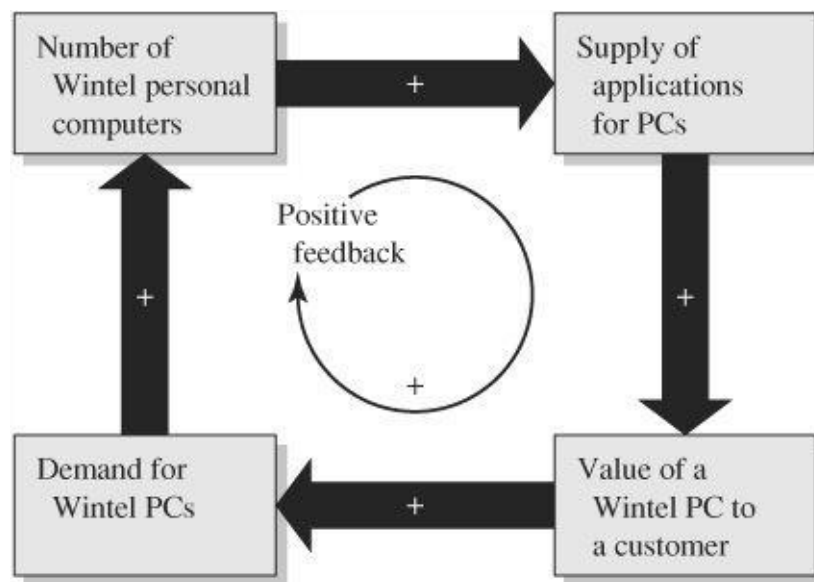 Number of
Wintel personal
computers
+
Supply of
applications
for PCs
Positive
feedback
+
+
+
Demand for
Wintel PCs
+
Value of a
Wintel PC to
a customer